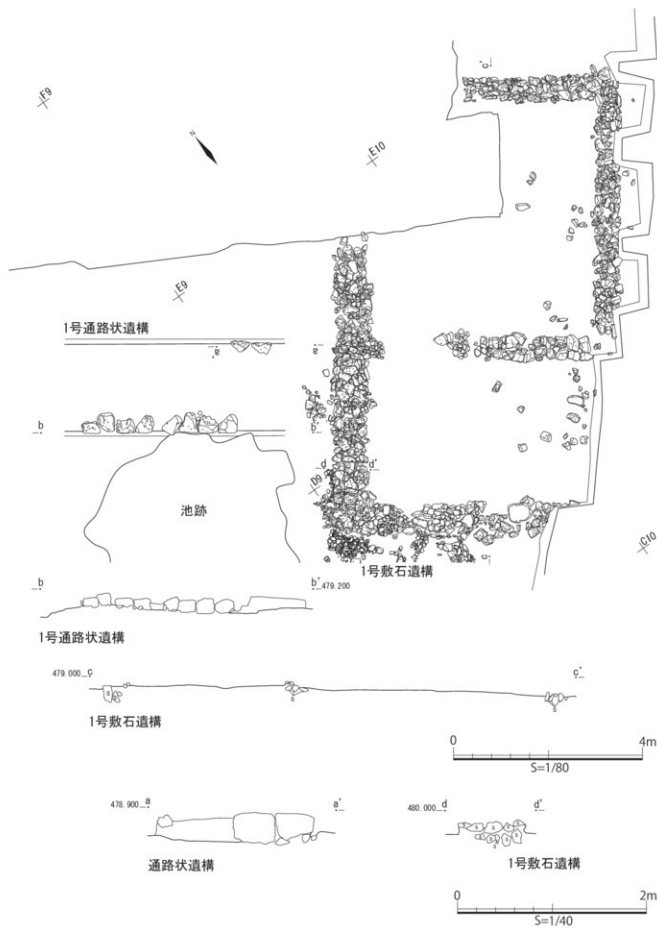 F9
N
E10
E9
1号通路状遺構
a'
a
b
b'
d
d'
D9
池跡
1号敷石遺構
C10
b
b' 479.200
1号通路状遺構
479.000 c
c'
1号敷石遺構
0 4m
S=1/80
478.900 a
a'
480.000 d
d'
通路状遺構
1号敷石遺構
0 2m
S=1/40